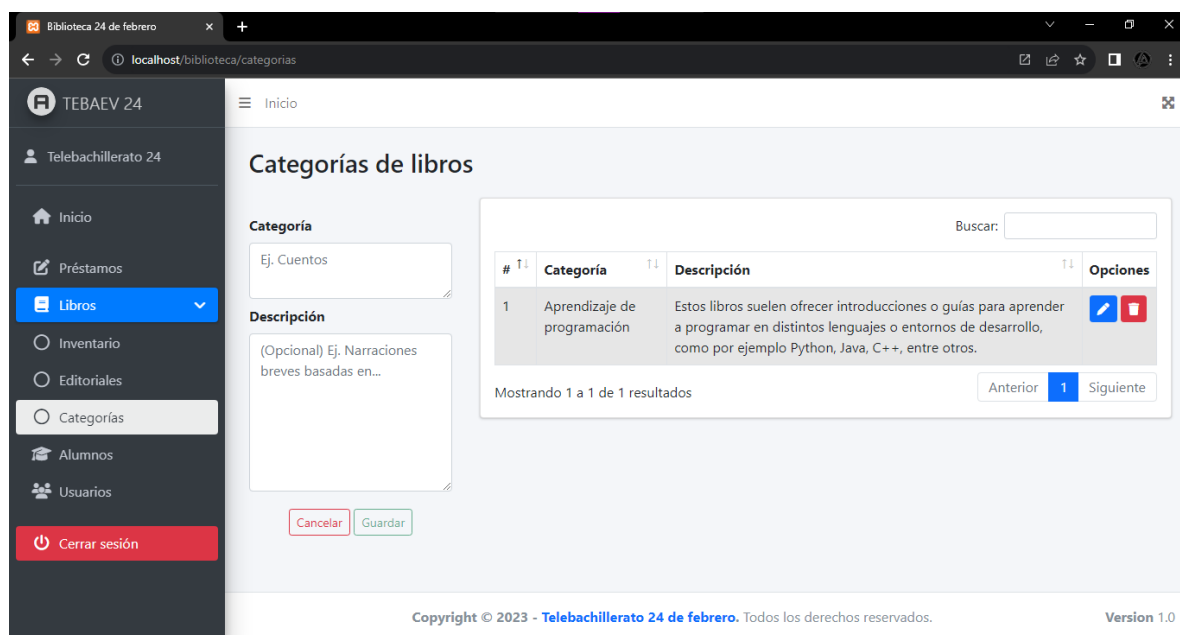 Biblioteca 24 de febrero
localhost/biblioteca/categorias
TEBAEV 24
Telebachillerato 24
Inicio
Préstamos
Libros
Inventario
Editoriales
Categorías
Alumnos
Usuarios
Cerrar sesión
Inicio
Categorías de libros
Categoría
Ej. Cuentos
Descripción
(Opcional) Ej. Narraciones
breves basadas en...
Cancelar Guardar
Buscar:
# Categoría Descripción Opciones
1 Aprendizaje de programación Estos libros suelen ofrecer introducciones o guías para aprender
a programar en distintos lenguajes o entornos de desarrollo,
como por ejemplo Python, Java, C++, entre otros.
Mostrando 1 a 1 de 1 resultados
Anterior 1 Siguiente
Copyright © 2023 - Telebachillerato 24 de febrero. Todos los derechos reservados. Version 1.0